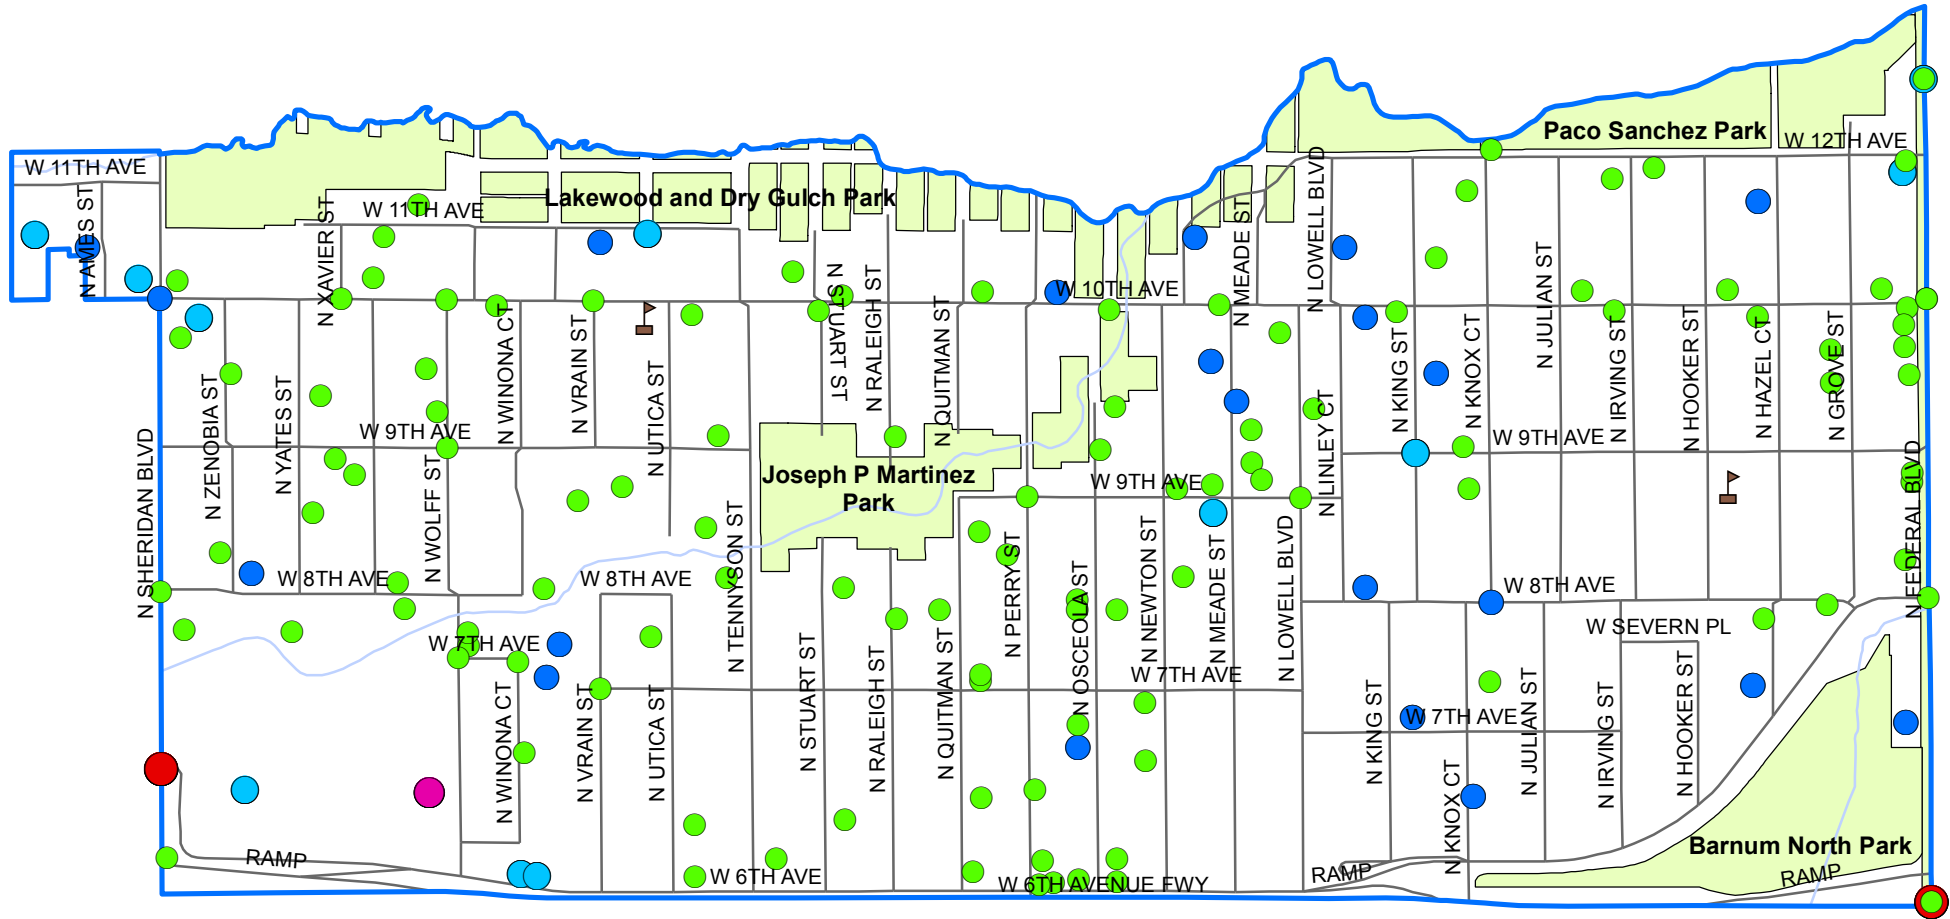 Paco Sanchez Park
W 12TH AVE
W 11TH AVE
N AMES ST
Lakewood and Dry Gulch Park
W 11TH AVE
N XAVIER ST
N LOWELL BLVD
N MEADE ST
N STUART ST
N RALEIGH ST
N QUITMAN ST
W 10TH AVE
N JULIAN ST
N WINONA CT
N VRAIN ST
N UTICA ST
N KING ST
N KNOX CT
N IRVING ST
N HOOKER ST
N HAZEL CT
N GROVE ST
N ZENOBIA ST
N YATES ST
W 9TH AVE
N LINLEY CT
W 9TH AVE
N SHERIDAN BLVD
N WOLFF ST
Joseph P Martinez
Park
W 9TH AVE
N FEDERAL BLVD
N TENNYSON ST
N PERRY ST
N OSCEOLA ST
N NEWTON ST
N MEADE ST
N LOWELL BLVD
W 8TH AVE
W 8TH AVE
W 8TH AVE
W SEVERN PL
W 7TH AVE
N STUART ST
N RALEIGH ST
N QUITMAN ST
W 7TH AVE
N WINONA CT
N VRAIN ST
N UTICA ST
N KING ST
W 7TH AVE
N JULIAN ST
N IRVING ST
N HOOKER ST
N KNOX CT
Barnum North Park
RAMP
W 6TH AVE
W 6TH AVENUE FWY
RAMP
RAMP